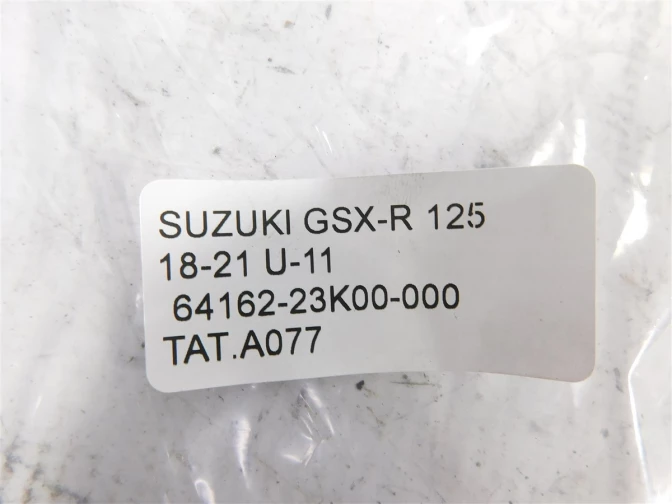 SUZUKI GSX-R 125
18-21 U-11
64162-23K00-000
TAT.A077